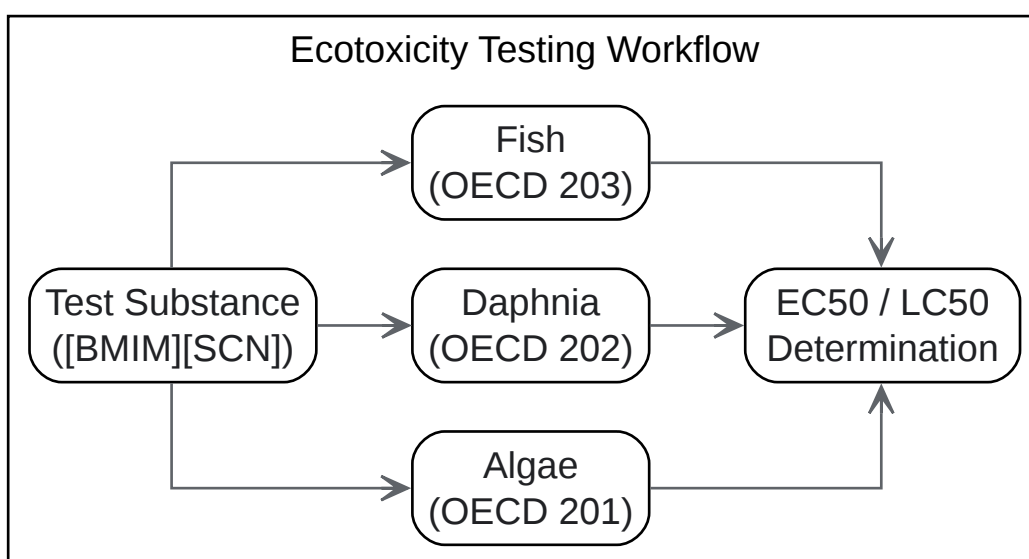 Ecotoxicity Testing Workflow
Fish
(OECD 203)
Test Substance
([BMIM][SCN])
Daphnia
(OECD 202)
EC50 / LC50
Determination
Algae
(OECD 201)